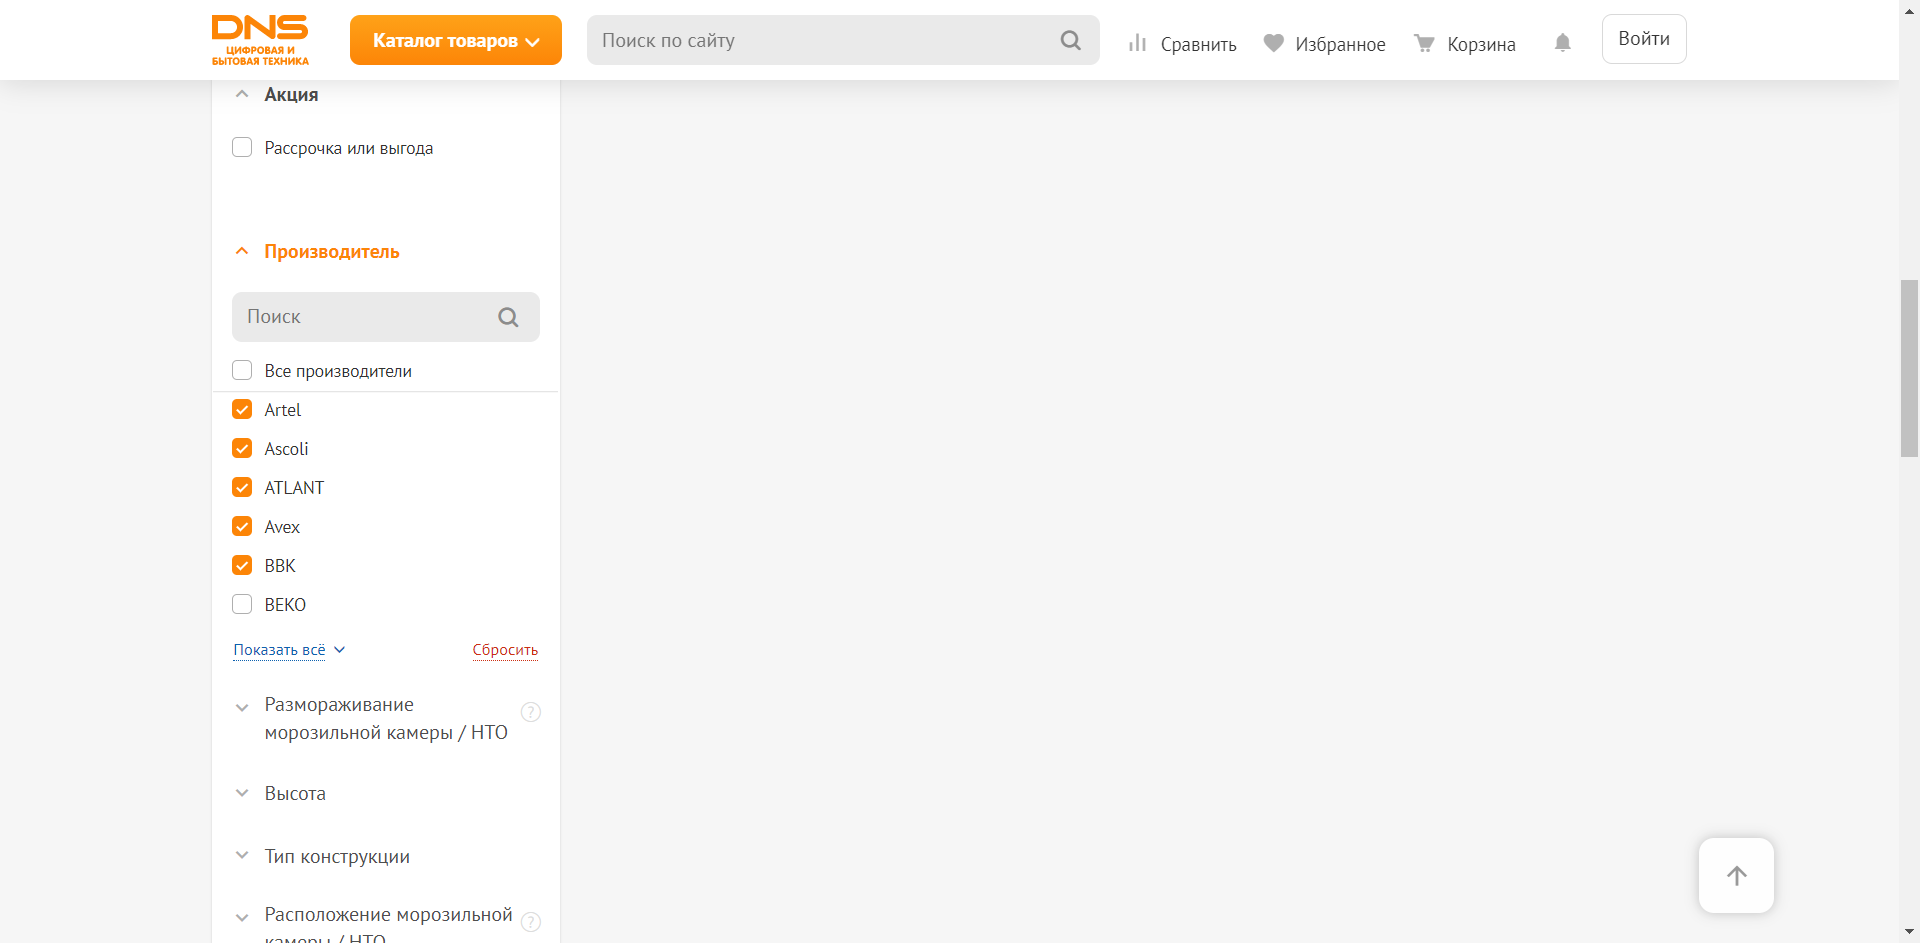 DNS
ЦИФРОВАЯ И
БЫТОВАЯ ТЕХНИКА
Каталог товаров
Поиск по сайту
Сравнить
Избранное
Корзина
Войти
Акция
Рассрочка или выгода
Производитель
Поиск
Все производители
Artel
Ascoli
ATLANT
Avex
BBK
BEKO
Показать всё
Сбросить
Размораживание
морозильной камеры / НТО
?
Высота
Тип конструкции
Расположение морозильной
камеры / НТО
?